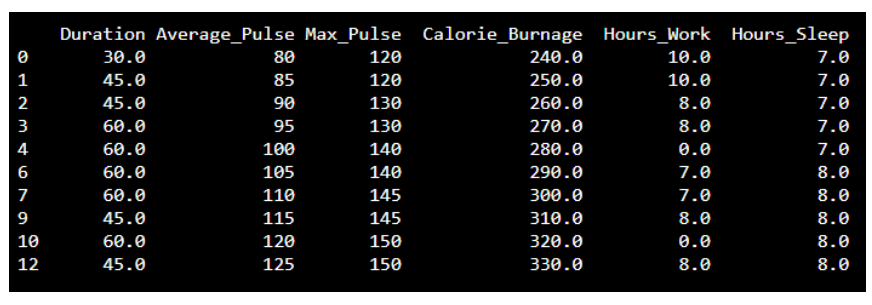 Duration Average_Pulse Max_Pulse Calorie_Burnage Hours_Work Hours_Sleep
0 30.0 80 120 240.0 10.0 7.0
1 45.0 85 120 250.0 10.0 7.0
2 45.0 90 130 260.0 8.0 7.0
3 60.0 95 130 270.0 8.0 7.0
4 60.0 100 140 280.0 0.0 7.0
6 60.0 105 140 290.0 7.0 8.0
7 60.0 110 145 300.0 7.0 8.0
9 45.0 115 145 310.0 8.0 8.0
10 60.0 120 150 320.0 0.0 8.0
12 45.0 125 150 330.0 8.0 8.0